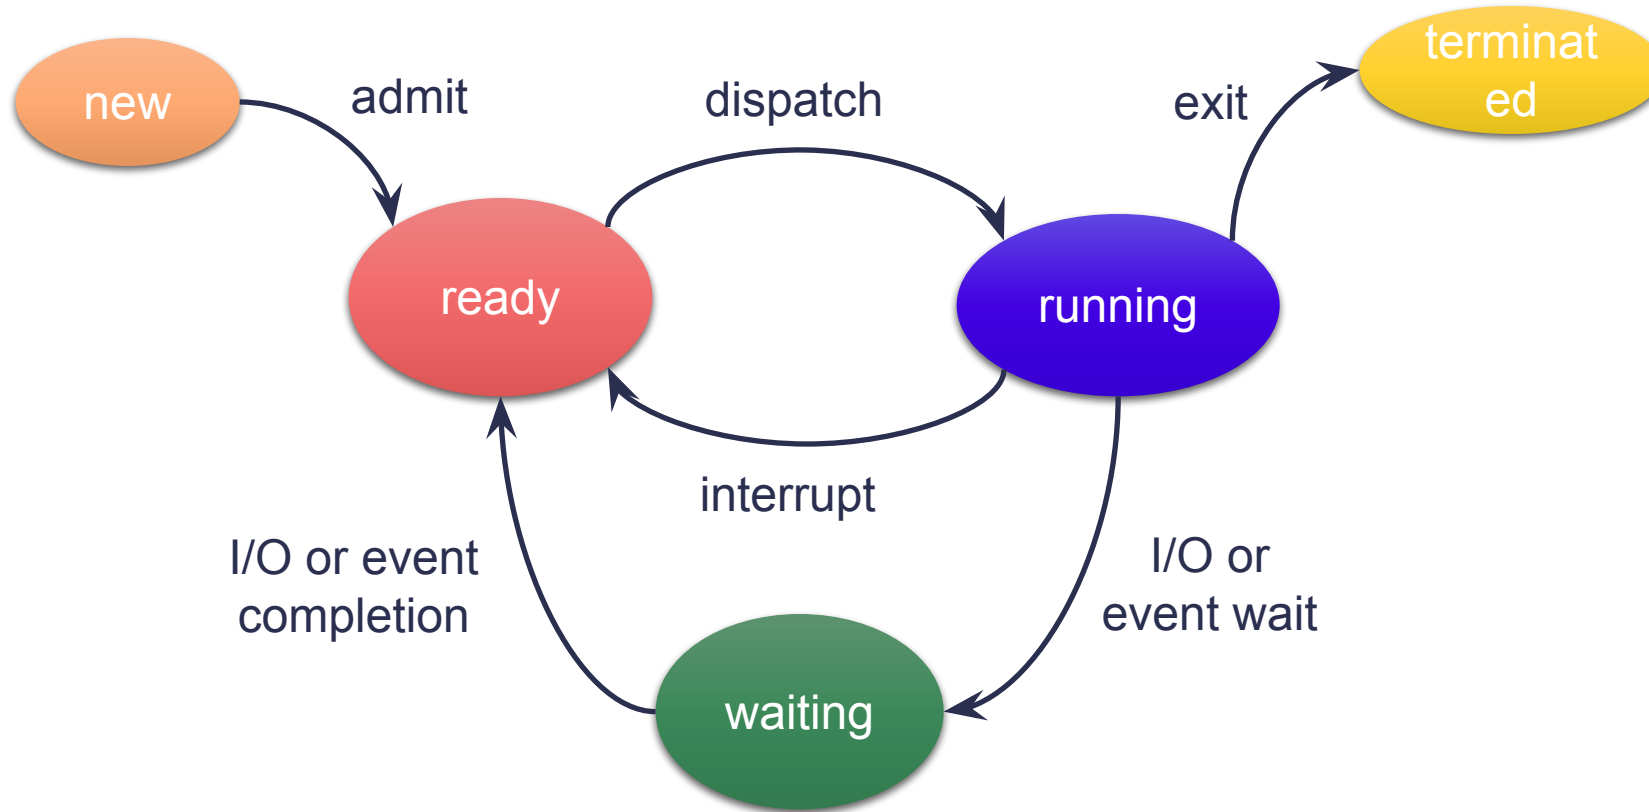 new
admit
dispatch
exit
terminat
ed
ready
running
interrupt
I/O or event
completion
I/O or
event wait
waiting